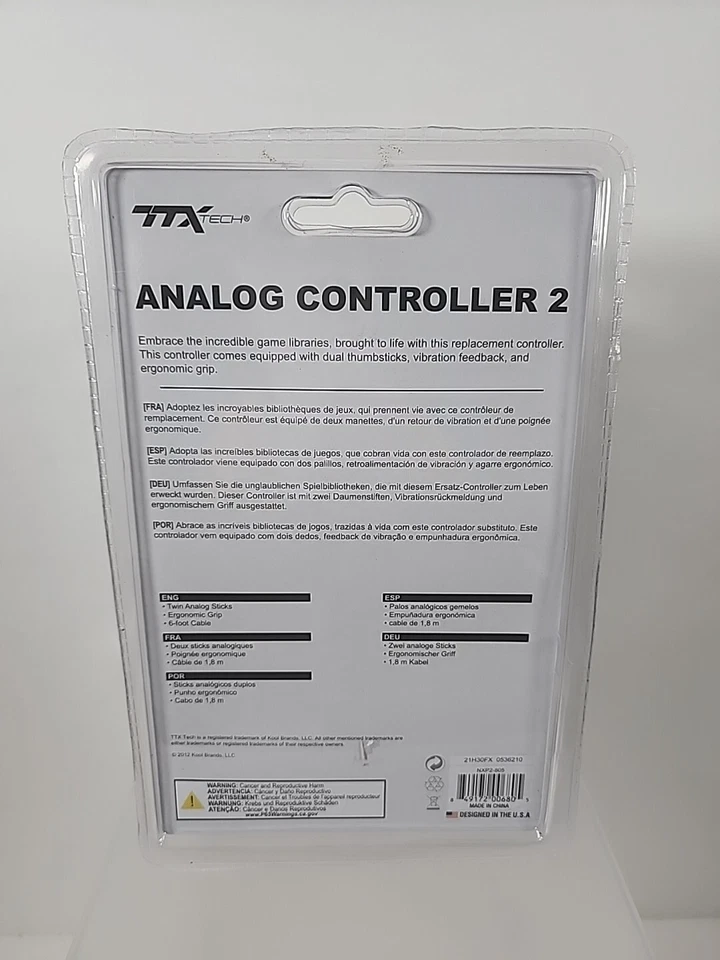 TTX TECH®
ANALOG CONTROLLER 2
Embrace the incredible game libraries, brought to life with this replacement controller.
This controller comes equipped with dual thumbsticks, vibration feedback, and
ergonomic grip.
[FRA] Adoptez les incroyables bibliothèques de jeux, qui prennent vie avec ce contrôleur de
remplacement. Ce contrôleur est équipé de deux manettes, d'un retour de vibration et d'une poignée
ergonomique.
[ESP] Adopta las increíbles bibliotecas de juegos, que cobran vida con este controlador de reemplazo.
Este controlador viene equipado con dos palillos, retroalimentación de vibración y agarre ergonómico.
[DEU] Umfassen Sie die unglaublichen Spielbibliotheken, die mit diesem Ersatz-Controller zum Leben
erweckt wurden. Dieser Controller ist mit zwei Daumenstiften, Vibrationsrückmeldung und
ergonomischem Griff ausgestattet.
[POR] Abrace as incríveis bibliotecas de jogos, trazidas à vida com este controlador substituto. Este
controlador vem equipado com dois dedos, feedback de vibração e empunhadura ergonômica.
ENG
• Twin Analog Sticks
• Ergonomic Grip
• 6-foot Cable
FRA
• Deux sticks analogiques
• Poignée ergonomique
• Câble de 1,8 m
POR
• Sticks analógicos duplos
• Punho ergonómico
• Cabo de 1,8 m
ESP
• Palos analógicos gemelos
• Empuñadura ergonómica
• cable de 1,8 m
DEU
• Zwei analoge Sticks
• Ergonomischer Griff
• 1,8 m Kabel
TTX Tech is a registered trademark of Kool Brands, LLC. All other mentioned trademarks are
either trademarks or registered trademarks of their respective owners.
© 2012 Kool Brands, LLC.
WARNING: Cancer and Reproductive Harm
ADVERTENCIA: Cáncer y Daño Reproductivo
AVERTISSEMENT: Cancer et Troubles de l'appareil reproducteur
WARNUNG: Krebs und Reproduktive Schäden
ATENÇÃO: Câncer y Danos Reprodutivos
www.P65Warnings.ca.gov
21H30FX 0536210
NXP2-805
8 49172 00680 5
MADE IN CHINA
DESIGNED IN THE U.S.A